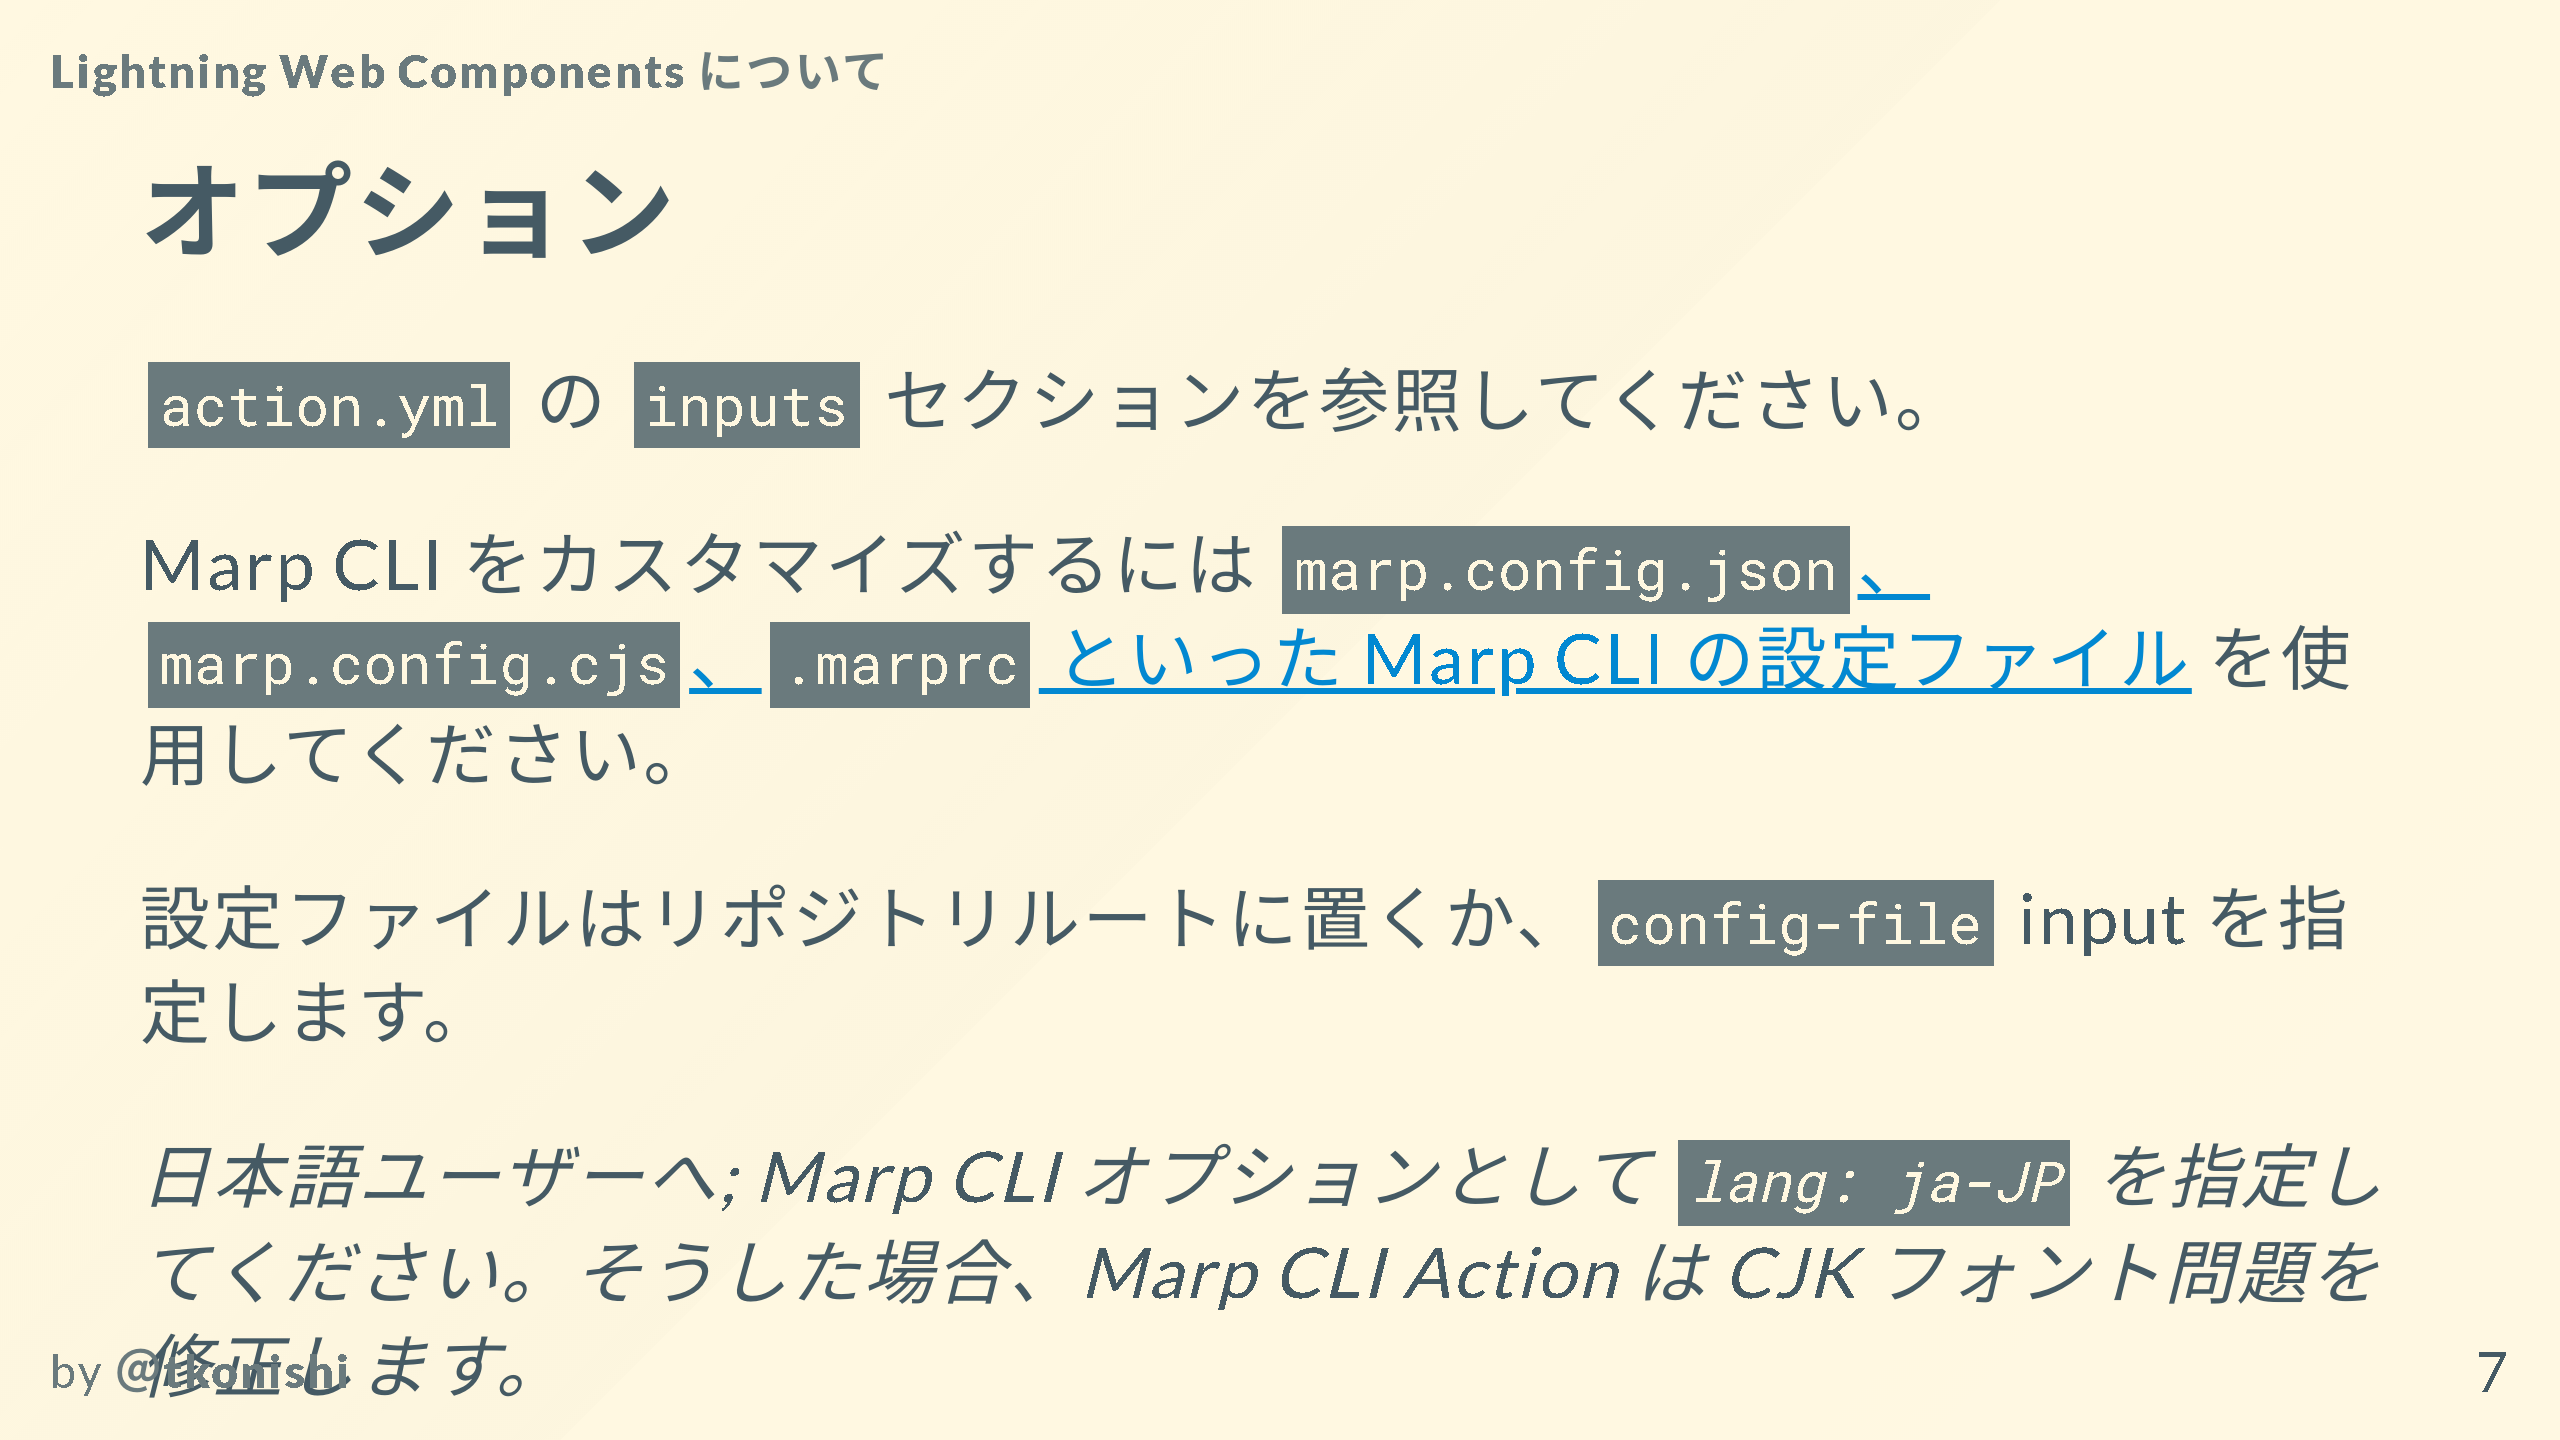 Lightning Web Components について
オプション
action.yml の inputs セクションを参照してください。
Marp CLI をカスタマイズするには marp.config.json、
marp.config.cjs、.marprc といった Marp CLI の設定ファイル を使
用してください。
設定ファイルはリポジトリルートに置くか、config-file input を指
定します。
日本語ユーザーへ; Marp CLI オプションとして lang: ja-JP を指定し
てください。そうした場合、Marp CLI Action は CJK フォント問題を
修正します。
by @tkonishi
7